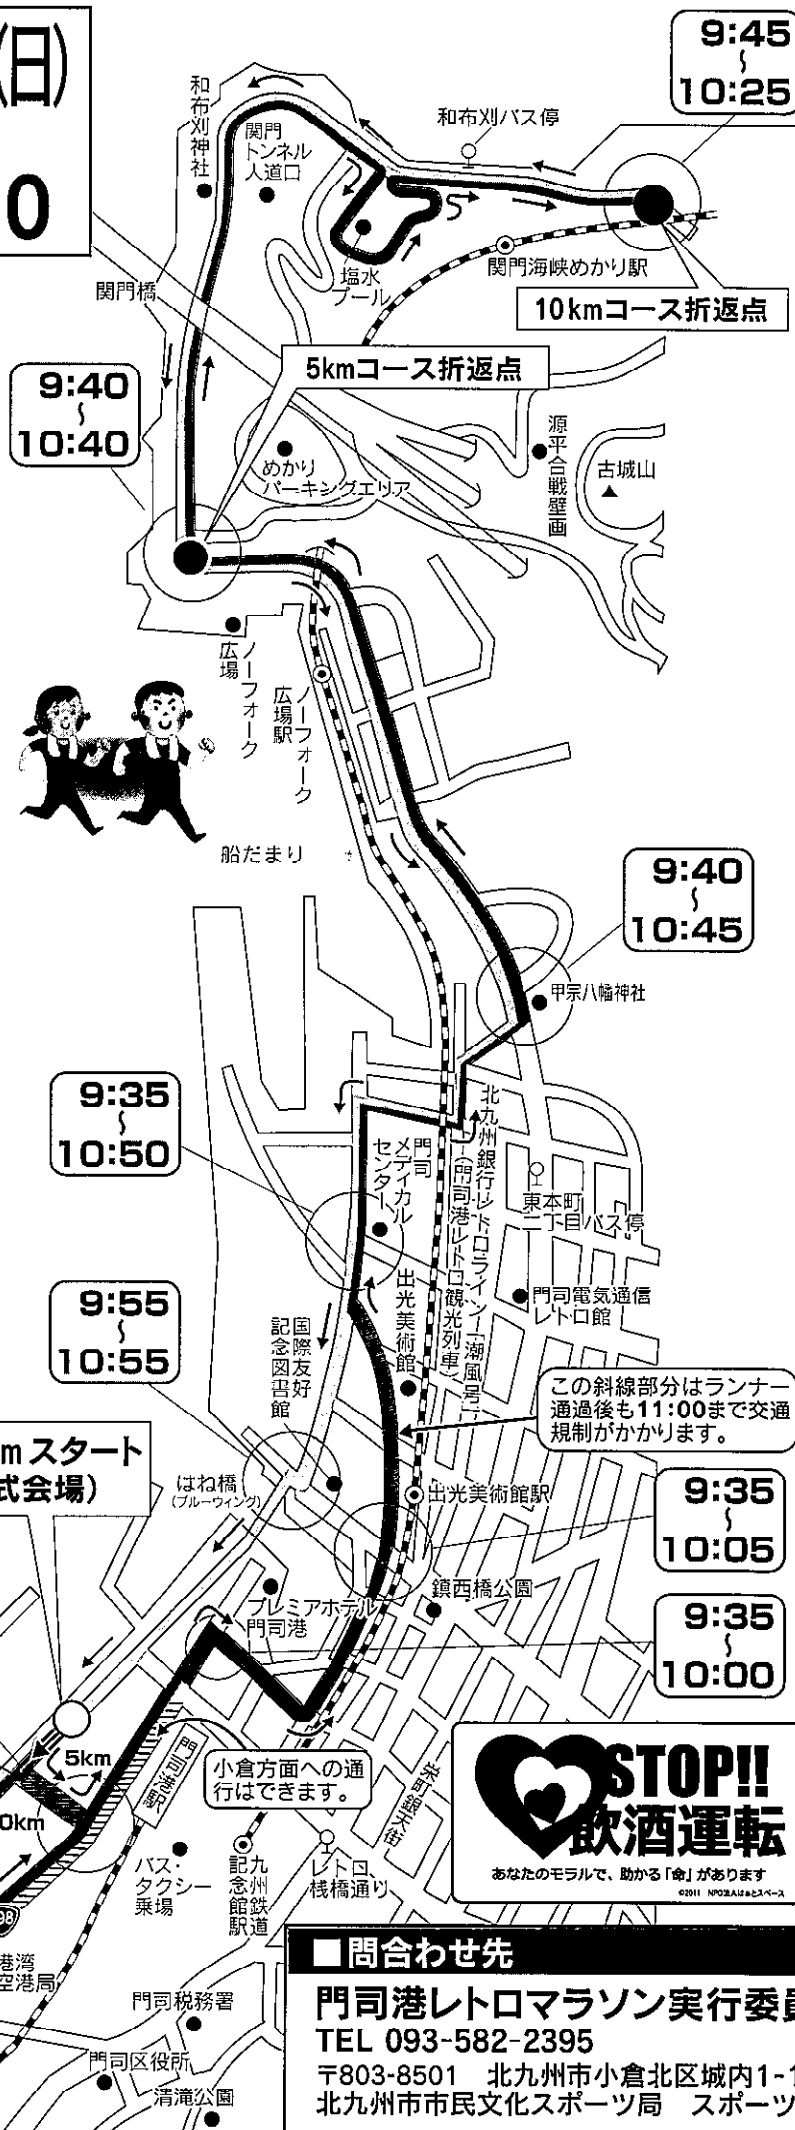 (日)
0
9:45
〜
10:25
和布刈神社
関門
トンネル
人道口
和布刈バス停
塩水
プール
関門海峡めかり駅
関門橋
10kmコース折返点
5kmコース折返点
9:40
〜
10:40
めかり
パーキングエリア
源平合戦壁画
古城山
ノーフォーク
広場
ノーフォーク
広場駅
船だまり
9:40
〜
10:45
甲宗八幡神社
9:35
〜
10:50
門司
メディカル
センター
北九州銀行レトロライン「潮風号」
(門司港レトロ観光列車)
東本町
二丁目バス停
出光美術館
門司電気通信
レトロ館
9:55
〜
10:55
国際友好
記念図書館
この斜線部分はランナー
通過後も11:00まで交通
規制がかかります。
mスタート
式会場)
はね橋
(ブルーウィング)
出光美術館駅
9:35
〜
10:05
鎮西橋公園
プレミアホテル
門司港
9:35
〜
10:00
5km
0km
門司港駅
小倉方面への通
行はできます。
栄町銀天街
STOP!!
飲酒運転
あなたのモラルで、助かる「命」があります
©2011 NPO法人はぁとスペース
バス・
タクシー
乗場
九州鉄道
記念館駅
レトロ
桟橋通り
98
港湾
空港局
門司税務署
門司区役所
清滝公園
■問合わせ先
門司港レトロマラソン実行委員
TEL 093-582-2395
〒803-8501 北九州市小倉北区城内1-1
北九州市市民文化スポーツ局 スポーツ